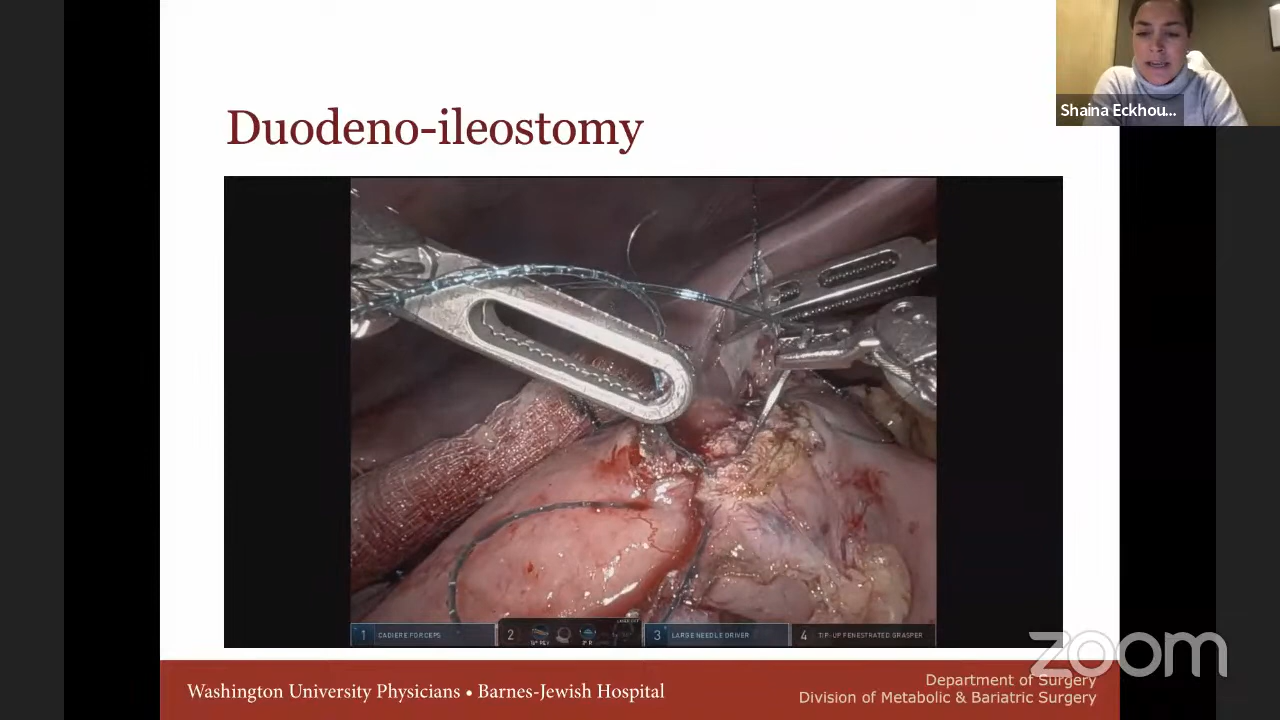 Shaina Eckhou...
Duodeno-ileostomy
1 CADIERE FORCEPS
2
3 LARGE NEEDLE DRIVER
4 TIP-UP FENESTRATED GRASPER
zoom
Washington University Physicians • Barnes-Jewish Hospital
Department of Surgery
Division of Metabolic & Bariatric Surgery